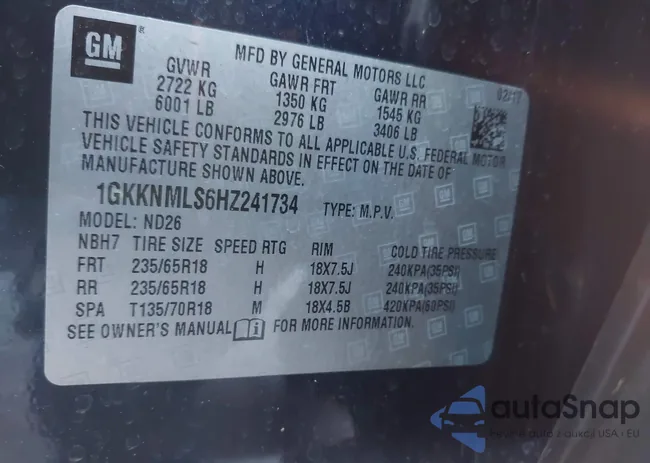 GM
MFD BY GENERAL MOTORS LLC
GVWR GAWR FRT GAWR RR 02/17
2722 KG 1350 KG 1545 KG
6001 LB 2976 LB 3406 LB
THIS VEHICLE CONFORMS TO ALL APPLICABLE U.S. FEDERAL MOTOR
VEHICLE SAFETY STANDARDS IN EFFECT ON THE DATE OF
MANUFACTURE SHOWN ABOVE.
1GKKNMLS6HZ241734 TYPE: M.P.V.
MODEL: ND26
NBH7 TIRE SIZE SPEED RTG RIM COLD TIRE PRESSURE
FRT 235/65R18 H 18X7.5J 240KPA(35PSI)
RR 235/65R18 H 18X7.5J 240KPA(35PSI)
SPA T135/70R18 M 18X4.5B 420KPA(60PSI)
SEE OWNER'S MANUAL FOR MORE INFORMATION.
autoSnap
USA - EU